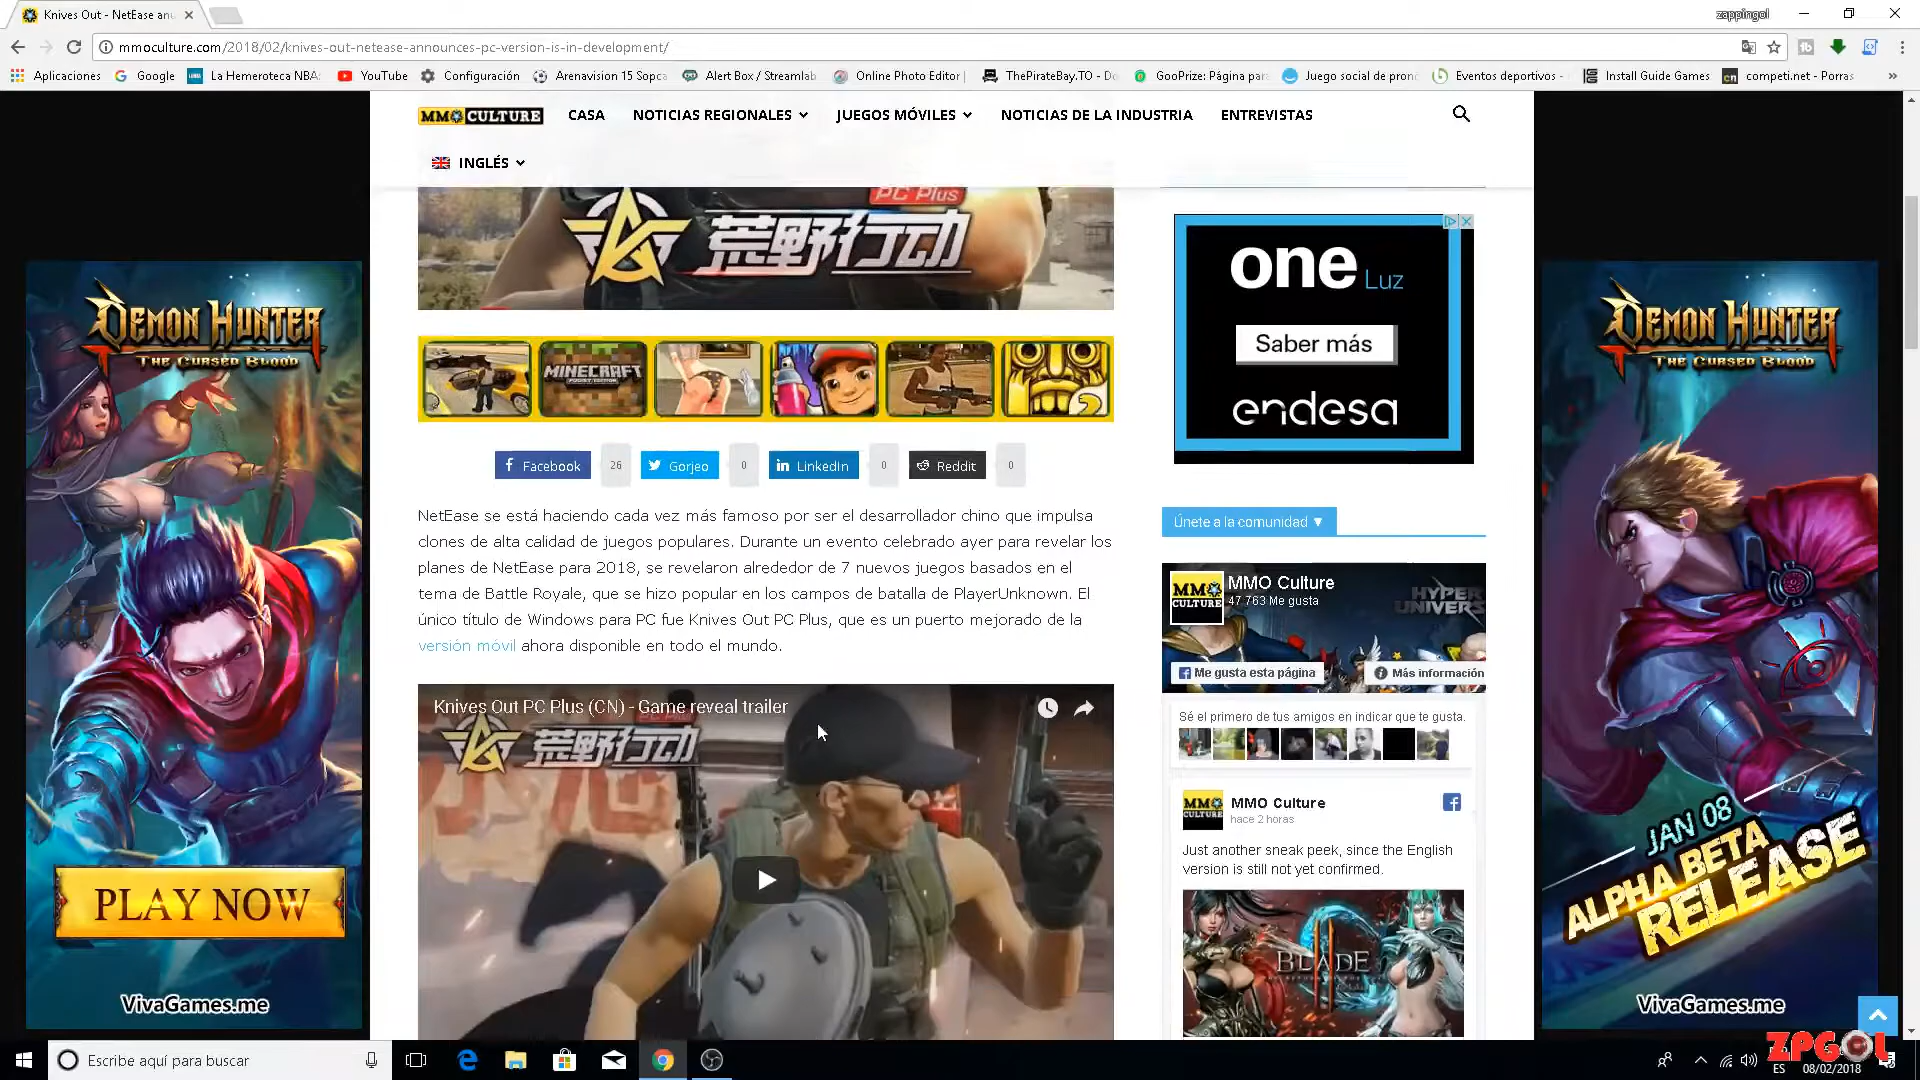 Knives Out - NetEase anu
zappingol
mmoculture.com/2018/02/knives-out-netease-announces-pc-version-is-in-development/
Aplicaciones
Google
La Hemeroteca NBA:
YouTube
Configuración
Arenavision 15 Sopca
Alert Box / Streamlab
Online Photo Editor |
ThePirateBay.TO - Do
GooPrize: Página par
Juego social de pronó
Eventos deportivos -
Install Guide Games
competi.net - Porras
MMOCULTURE
CASA
NOTICIAS REGIONALES
JUEGOS MÓVILES
NOTICIAS DE LA INDUSTRIA
ENTREVISTAS
INGLÉS
PC Plus
荒野行动
one Luz
Saber más
endesa
MINECRAFT
POCKET EDITION
2
Facebook
26
Gorjeo
0
LinkedIn
0
Reddit
0
NetEase se está haciendo cada vez más famoso por ser el desarrollador chino que impulsa
clones de alta calidad de juegos populares. Durante un evento celebrado ayer para revelar los
planes de NetEase para 2018, se revelaron alrededor de 7 nuevos juegos basados en el
tema de Battle Royale, que se hizo popular en los campos de batalla de PlayerUnknown. El
único título de Windows para PC fue Knives Out PC Plus, que es un puerto mejorado de la
versión móvil ahora disponible en todo el mundo.
Knives Out PC Plus (CN) - Game reveal trailer
荒野行动
Únete a la comunidad ▼
MMO CULTURE
MMO Culture
47 763 Me gusta
HYPER
UNIVERS
Me gusta esta página
Más información
Sé el primero de tus amigos en indicar que te gusta.
MMO CULTURE
MMO Culture
hace 2 horas
Just another sneak peek, since the English
version is still not yet confirmed.
BLADE
DEMON HUNTER
THE CURSED BLOOD
PLAY NOW
VivaGames.me
DEMON HUNTER
THE CURSED BLOOD
JAN 08
ALPHA BETA
RELEASE
VivaGames.me
Escribe aquí para buscar
ZPGOL
ES
08/02/2018